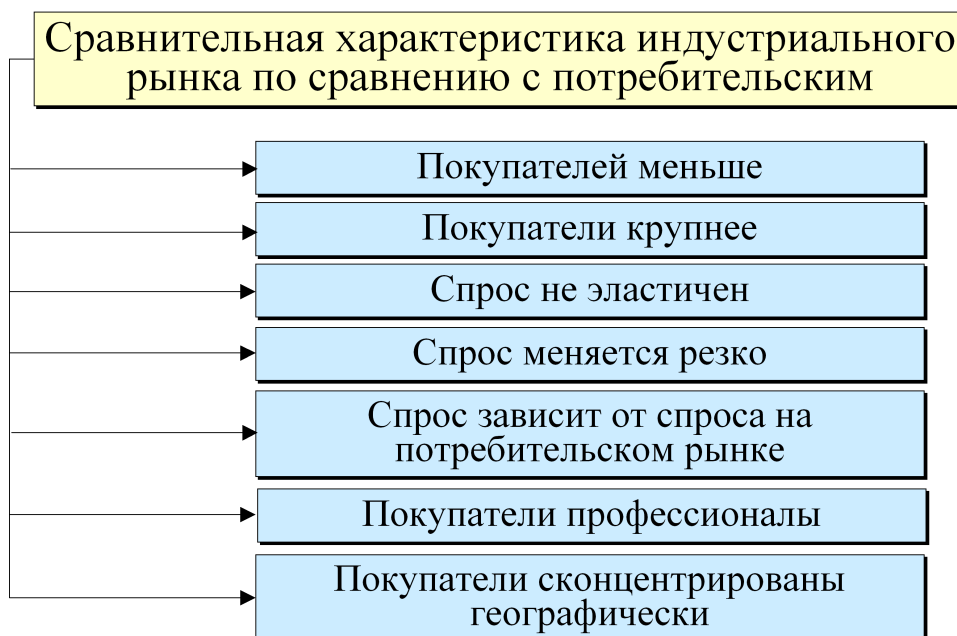 Сравнительная характеристика индустриального
рынка по сравнению с потребительским
Покупателей меньше
Покупатели крупнее
Спрос не эластичен
Спрос меняется резко
Спрос зависит от спроса на
потребительском рынке
Покупатели профессионалы
Покупатели сконцентрированы
географически